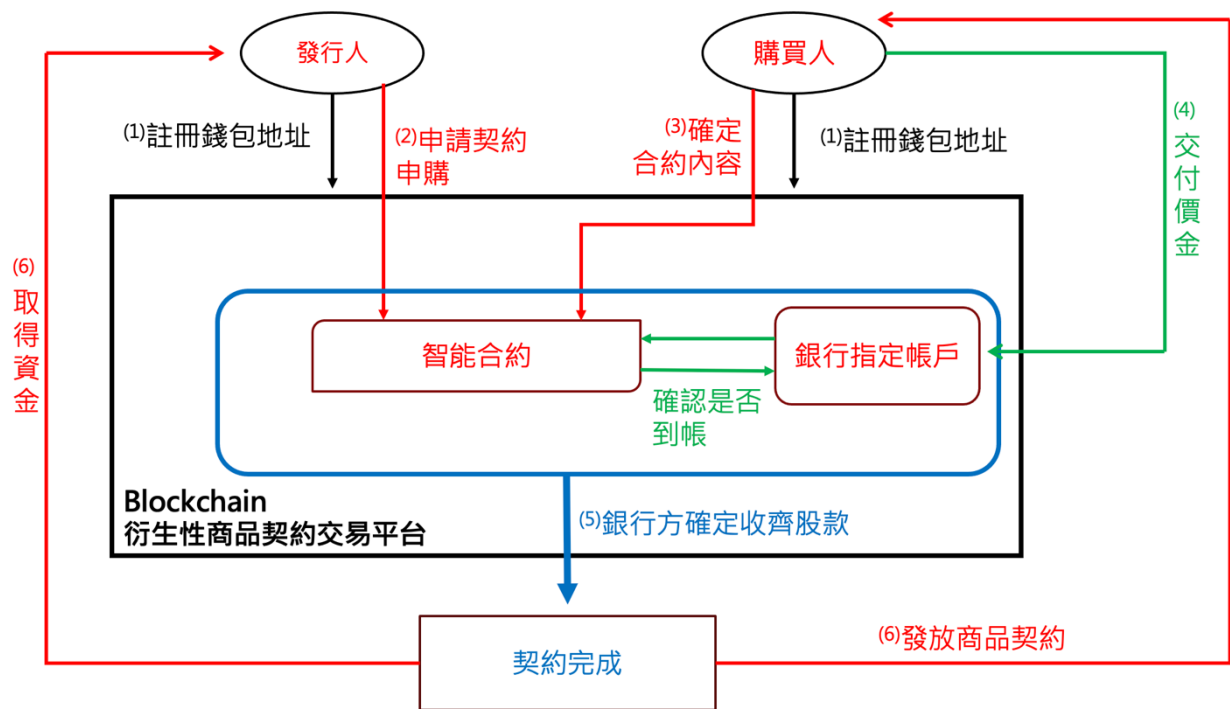 發行人
購買人
(1)註冊錢包地址
(2)申請契約
申購
(3)確定
合約內容
(1)註冊錢包地址
(4)
交
付
價
金
(6)
取
得
資
金
智能合約
銀行指定帳戶
確認是否
到帳
Blockchain
衍生性商品契約交易平台
(5)銀行方確定收齊股款
契約完成
(6)發放商品契約